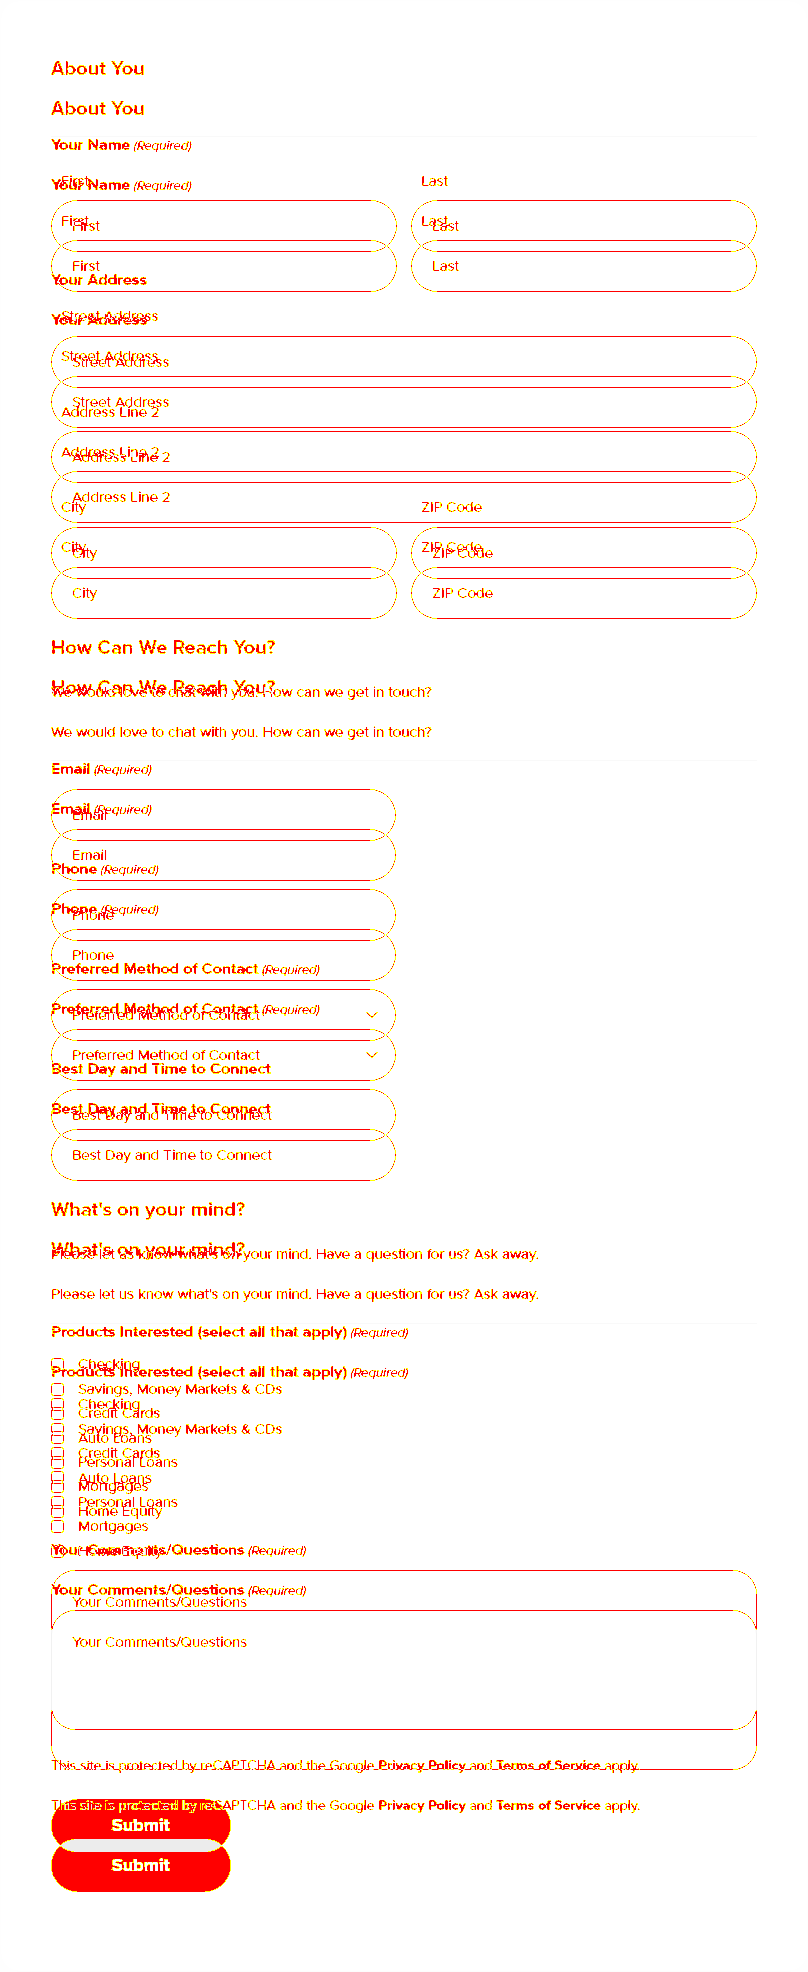 About You
About You
Your Name (Required)
First Last
Your Name (Required)
First Last
First Last
First Last
Your Address
Street Address
Your Address
Street Address
Street Address
Street Address
Address Line 2
Address Line 2
Address Line 2
Address Line 2
City ZIP Code
City ZIP Code
City ZIP Code
City ZIP Code
How Can We Reach You?
How Can We Reach You?
We would love to chat with you. How can we get in touch?
We would love to chat with you. How can we get in touch?
Email (Required)
Email (Required)
Email
Email
Phone (Required)
Phone (Required)
Phone
Phone
Preferred Method of Contact (Required)
Preferred Method of Contact (Required)
Preferred Method of Contact
Preferred Method of Contact
Best Day and Time to Connect
Best Day and Time to Connect
Best Day and Time to Connect
Best Day and Time to Connect
What's on your mind?
What's on your mind?
Please let us know what's on your mind. Have a question for us? Ask away.
Please let us know what's on your mind. Have a question for us? Ask away.
Products Interested (select all that apply) (Required)
Checking
Products Interested (select all that apply) (Required)
Savings, Money Markets & CDs
Checking
Credit Cards
Savings, Money Markets & CDs
Auto Loans
Credit Cards
Personal Loans
Auto Loans
Mortgages
Personal Loans
Home Equity
Mortgages
Your Comments/Questions (Required)
Home Equity
Your Comments/Questions (Required)
Your Comments/Questions
Your Comments/Questions
This site is protected by reCAPTCHA and the Google Privacy Policy and Terms of Service apply.
This site is protected by reCAPTCHA and the Google Privacy Policy and Terms of Service apply.
Submit
Submit